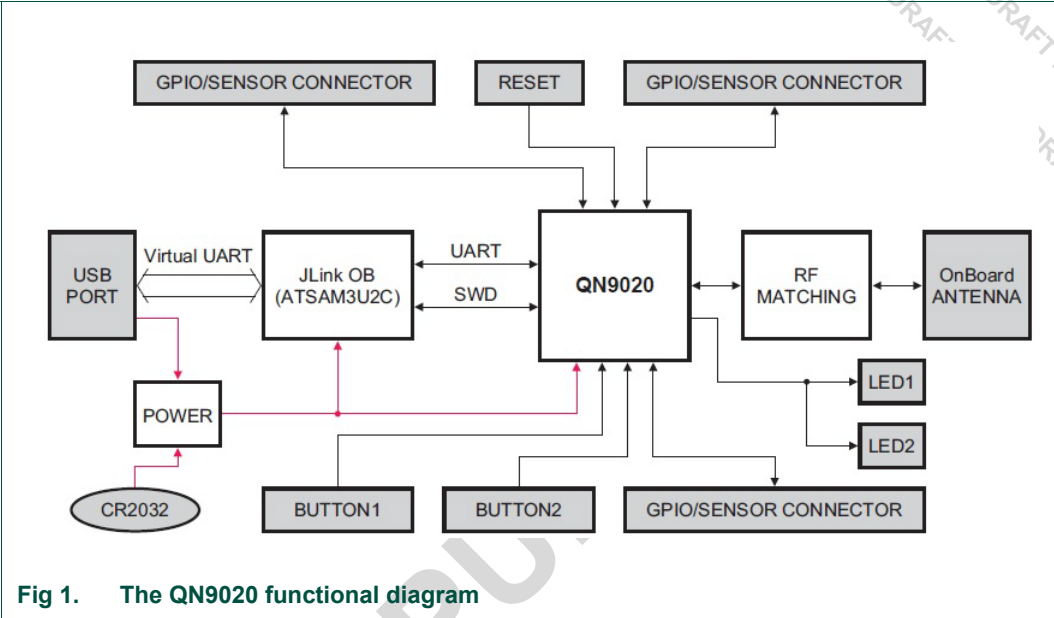 GPIO/SENSOR CONNECTOR
RESET
GPIO/SENSOR CONNECTOR
USB
PORT
Virtual UART
JLink OB
(ATSAM3U2C)
UART
SWD
QN9020
RF
MATCHING
OnBoard
ANTENNA
POWER
LED1
LED2
CR2032
BUTTON1
BUTTON2
GPIO/SENSOR CONNECTOR
Fig 1. The QN9020 functional diagram